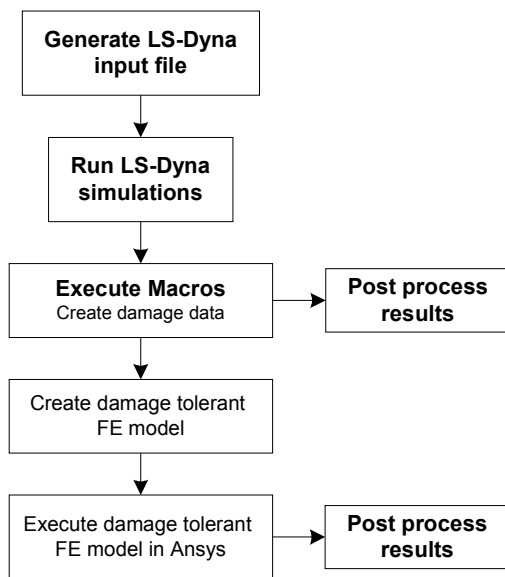 Generate LS-Dyna
input file
Run LS-Dyna
simulations
Execute Macros
Create damage data
Post process
results
Create damage tolerant
FE model
Execute damage tolerant
FE model in Ansys
Post process
results